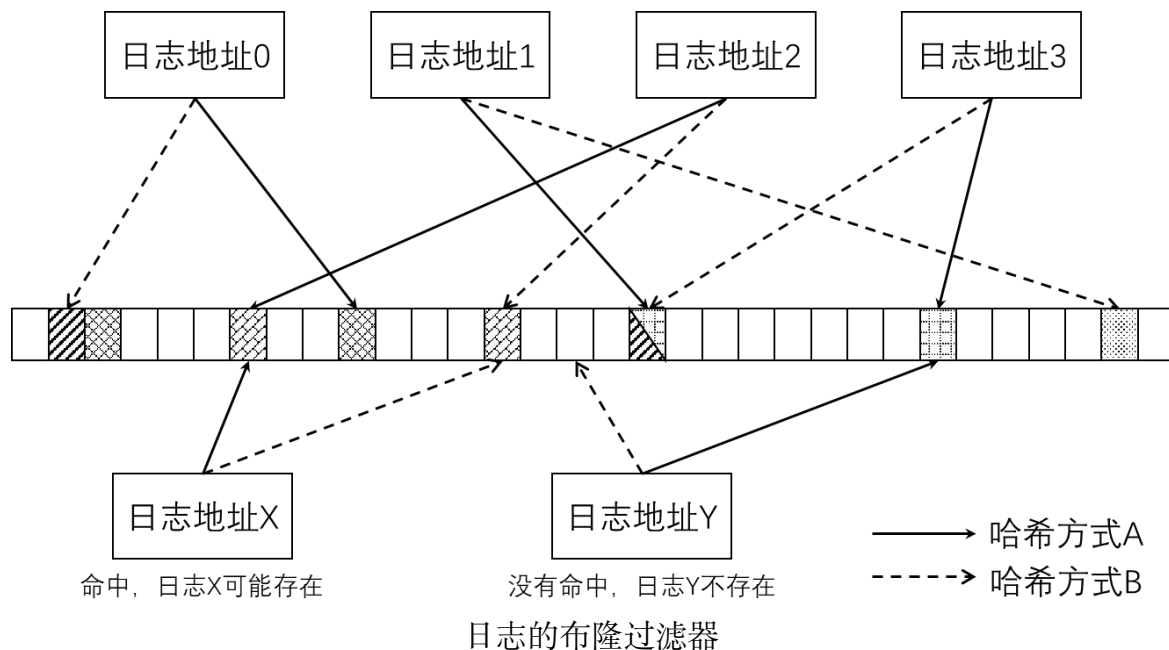 日志地址0
日志地址1
日志地址2
日志地址3
日志地址X
日志地址Y
哈希方式A
哈希方式B
命中，日志X可能存在
没有命中，日志Y不存在
日志的布隆过滤器